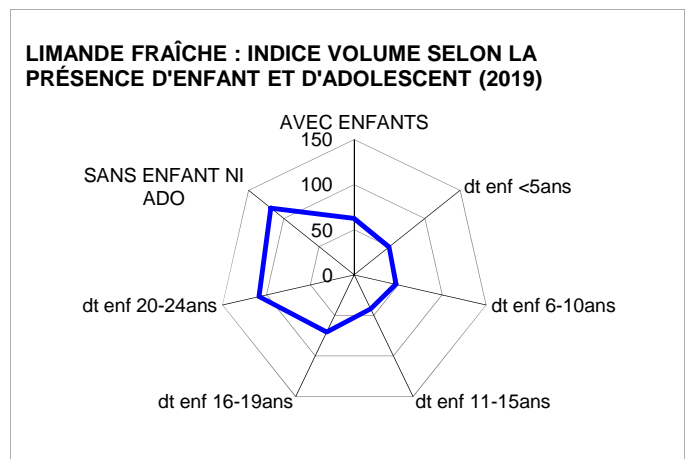 LIMANDE FRAÎCHE : INDICE VOLUME SELON LA
PRÉSENCE D'ENFANT ET D'ADOLESCENT (2019)
AVEC ENFANTS
150
100
50
0
SANS ENFANT NI
ADO
dt enf <5ans
dt enf 20-24ans
dt enf 6-10ans
dt enf 16-19ans
dt enf 11-15ans